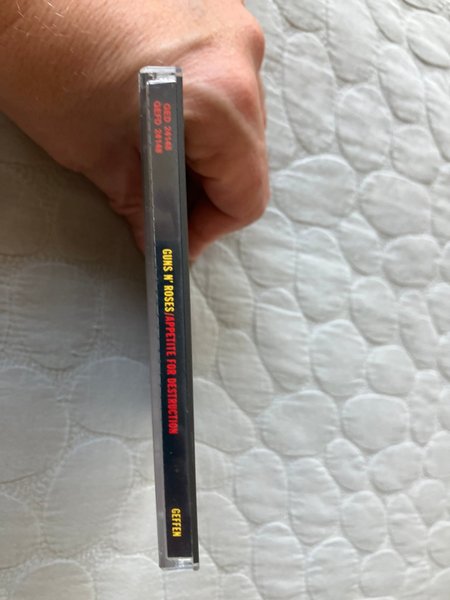 GED 24148
GEFD 24148
GUNS N' ROSES/APPETITE FOR DESTRUCTION
GEFFEN